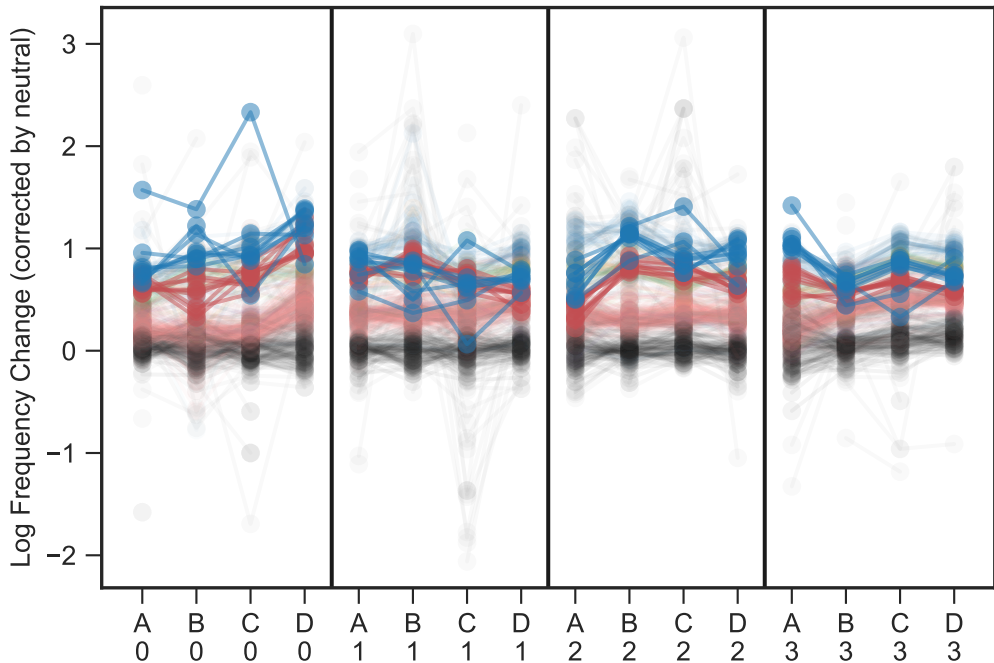 Log Frequency Change (corrected by neutral)
3
2
1
0
−1
−2
A B C D A B C D A B C D A B C D
0 0 0 0 1 1 1 1 2 2 2 2 3 3 3 3